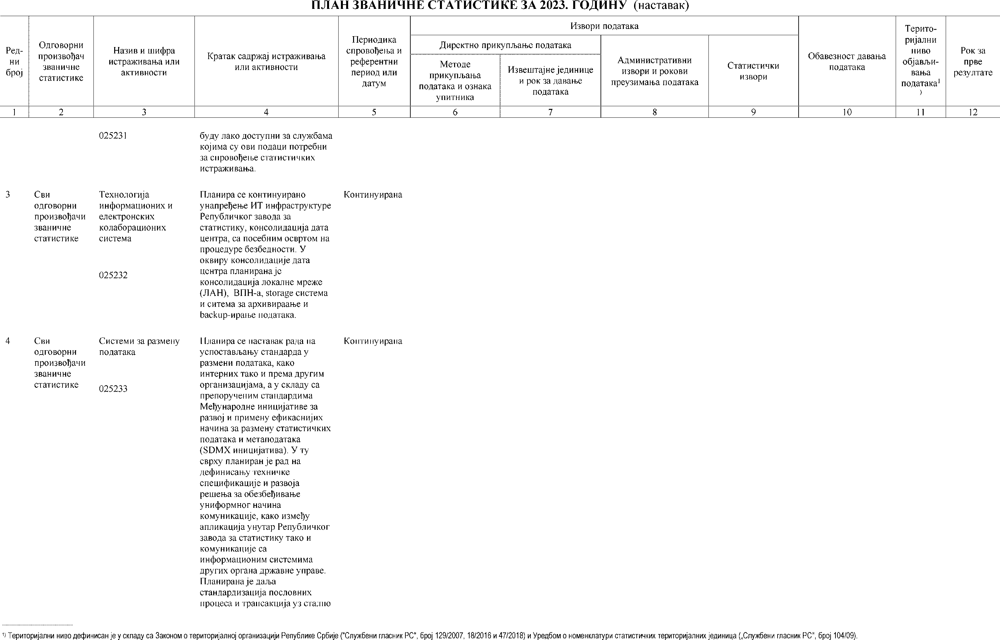 ПЛАН ЗВАНИЧНЕ СТАТИСТИКЕ ЗА 2023. ГОДИНУ (наставак)
Ред-
ни
број
Одговорни
произвођач
званичне
статистике
Назив и шифра
истраживања или
активности
Кратак садржај истраживања
или активности
Периодика
спровођења и
референтни
период или
датум
Извори података
Директно прикупљање података
Методе
прикупљања
података и ознака
упитника
Извештајне јединице
и рок за давање
података
Административни
извори и рокови
преузимања података
Статистички
извори
Обавезност давања
података
Терито-
ријални
ниво
објављи-
вања
података¹
)
Рок за
прве
резултате
1 2 3 4 5 6 7 8 9 10 11 12
025231
буду лако доступни за службама
којима су ови подаци потребни
за спровођење статистичких
истраживања.
3
Сви
одговорни
произвођачи
званичне
статистике
Технологија
информационих и
електронских
колаборационих
система
025232
Планира се континуирано
унапређење ИТ инфраструктуре
Републичког завода за
статистику, консолидација дата
центра, са посебним освртом на
процедуре безбедности. У
оквиру консолидације дата
центра планирана је
консолидација локалне мреже
(ЛАН), ВПН-а, storage система
и ситема за архивираање и
backup-ирање података.
Континуирана
4
Сви
одговорни
произвођачи
званичне
статистике
Системи за размену
података
025233
Планира се наставак рада на
успостављању стандарда у
размени података, како
интерних тако и према другим
организацијама, а у складу са
препорученим стандардима
Међународне иницијативе за
развој и примену ефикаснијих
начина за размену статистичких
података и метаподатака
(SDMX иницијатива). У ту
сврху планиран је рад на
дефинисању техничке
спецификације и развоја
решења за обезбеђивање
униформног начина
комуникације, како између
апликација унутар Републичког
завода за статистику тако и
комуникације са
информационим системима
других органа државне управе.
Планирана је даља
стандардизација пословних
процеса и трансакција уз стално
Континуирана
¹⁾ Територијални ниво дефинисан је у складу са Законом о територијалној организацији Републике Србије ("Службени гласник РС", број 129/2007, 18/2016 и 47/2018) и Уредбом о номенклатури статистичких територијалних јединица („Службени гласник РС", број 104/09).